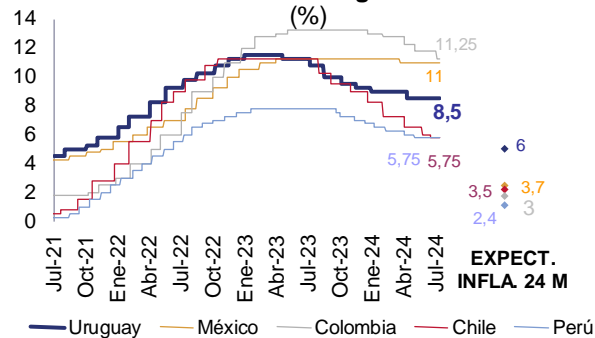 (%)
14
12
10
8
6
4
2
0
11,25
11
8,5
5,75
5,75
6
3,5
3,7
3
2,4
Jul-21
Oct-21
Ene-22
Abr-22
Jul-22
Oct-22
Ene-23
Abr-23
Jul-23
Oct-23
Ene-24
Abr-24
Jul-24
EXPECT.
INFLA. 24 M
Uruguay México Colombia Chile Perú